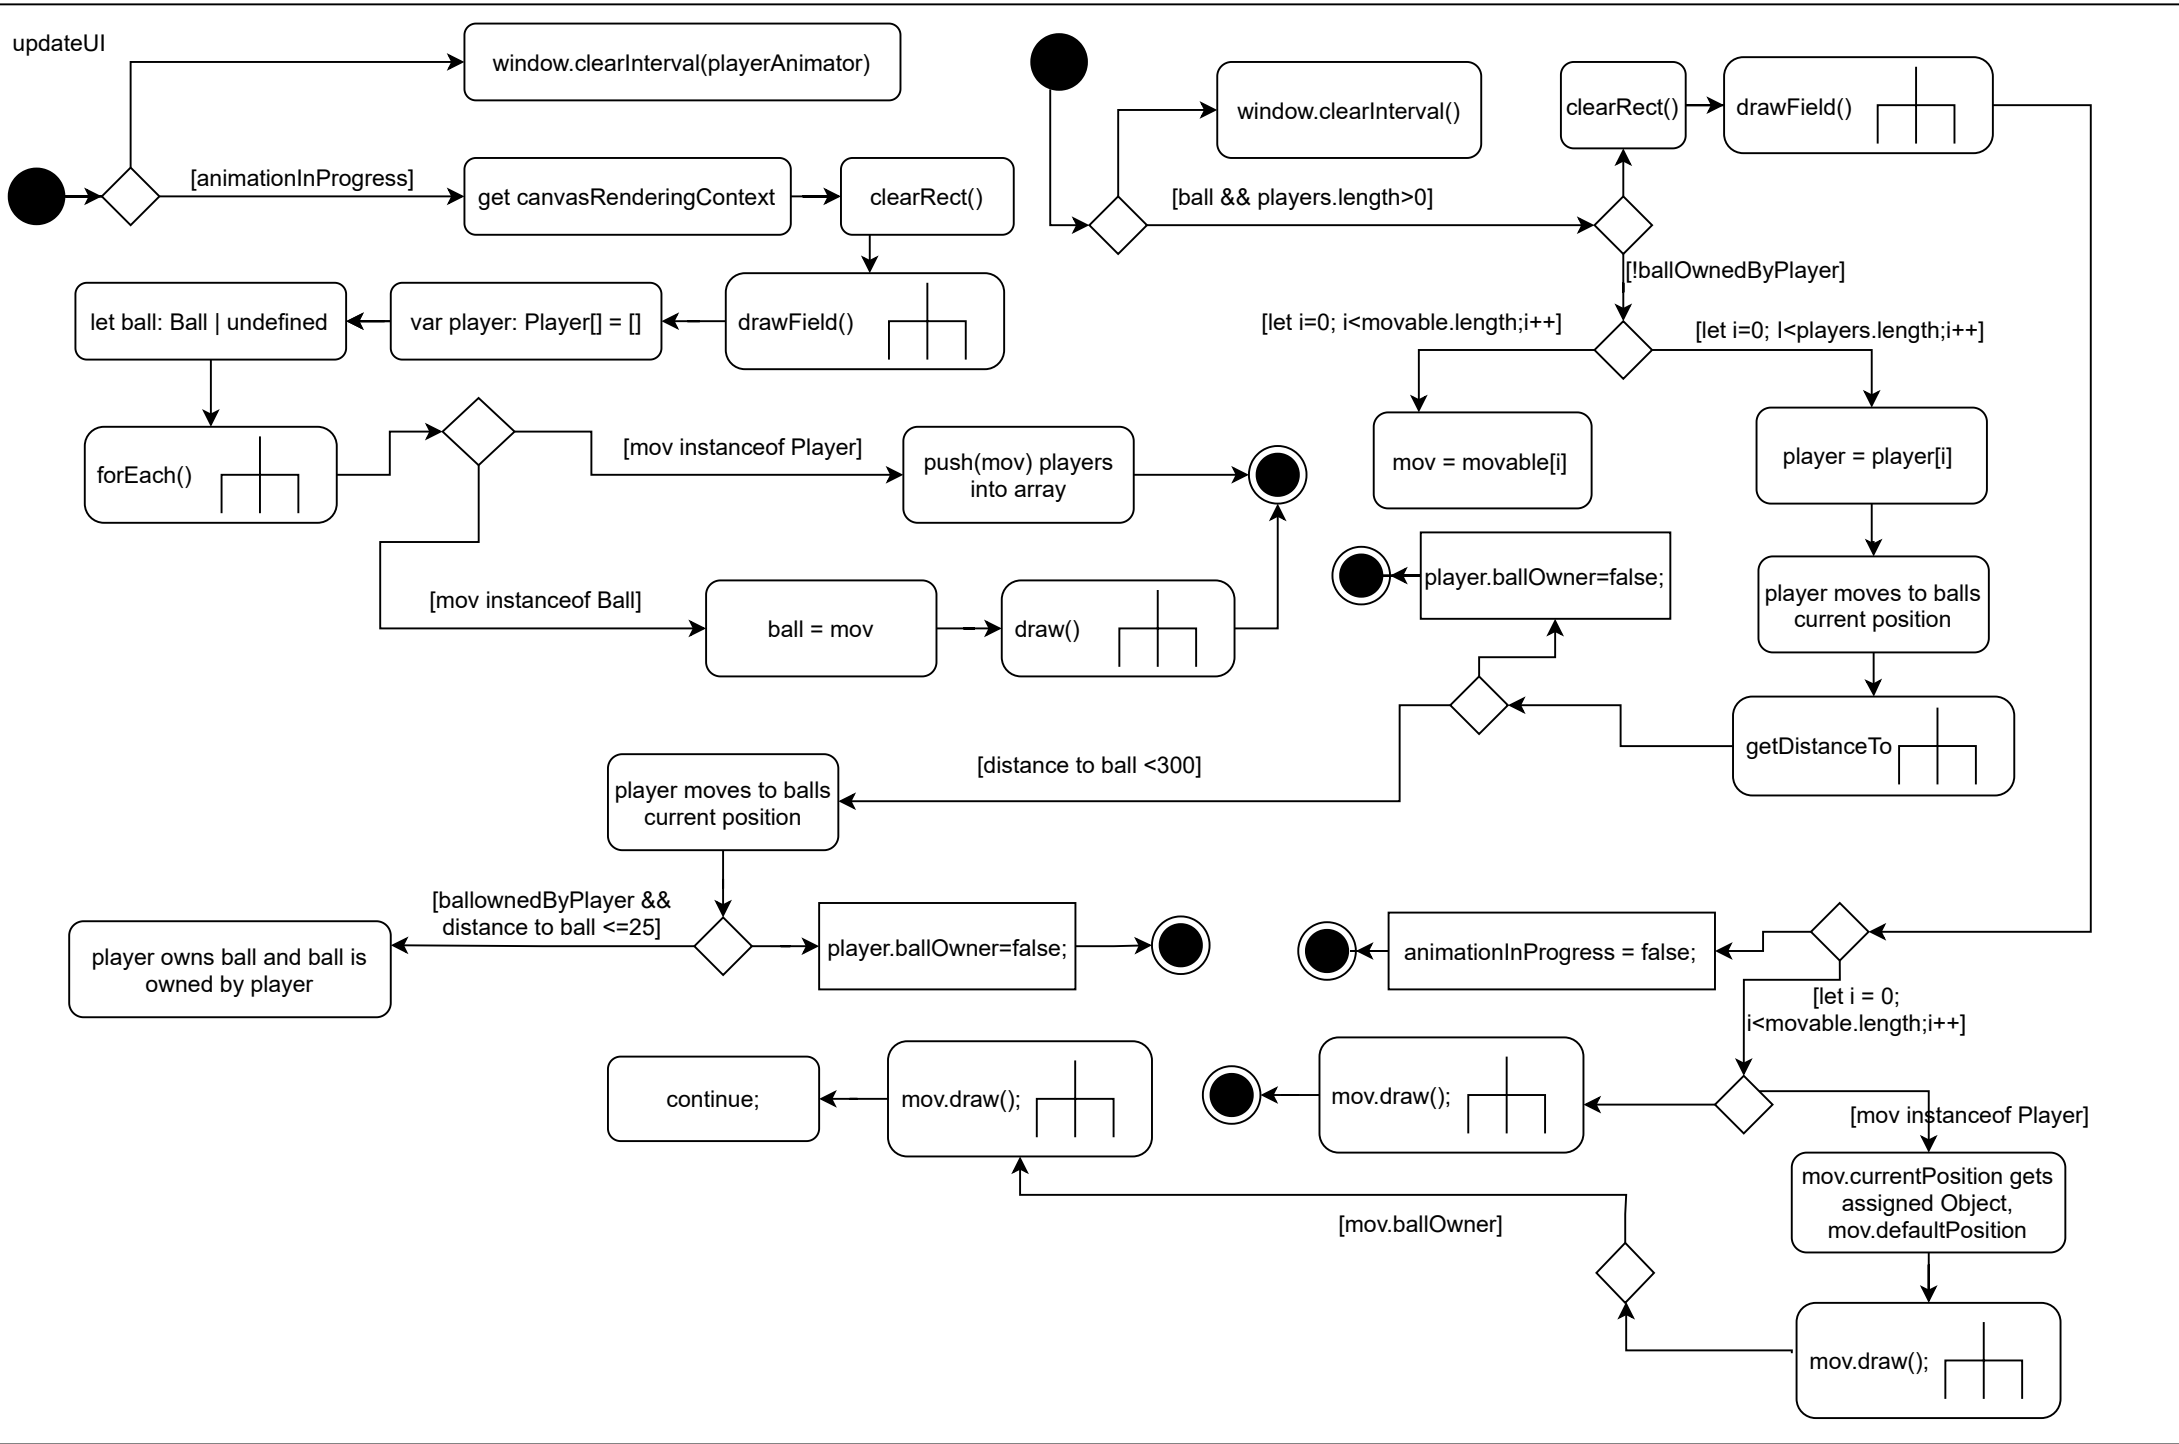 updateUI
window.clearInterval(playerAnimator)
[animationInProgress]
get canvasRenderingContext
clearRect()
let ball: Ball | undefined
var player: Player[] = []
drawField()
forEach()
[mov instanceof Player]
push(mov) players
into array
[mov instanceof Ball]
ball = mov
draw()
window.clearInterval()
clearRect()
drawField()
[ball && players.length>0]
[!ballOwnedByPlayer]
[let i=0; i<movable.length;i++]
[let i=0; I<players.length;i++]
mov = movable[i]
player = player[i]
player.ballOwner=false;
player moves to balls
current position
getDistanceTo
[distance to ball <300]
player moves to balls
current position
[ballownedByPlayer &&
distance to ball <=25]
player owns ball and ball is
owned by player
player.ballOwner=false;
animationInProgress = false;
[let i = 0;
i<movable.length;i++]
continue;
mov.draw();
mov.draw();
[mov instanceof Player]
mov.currentPosition gets
assigned Object,
mov.defaultPosition
[mov.ballOwner]
mov.draw();